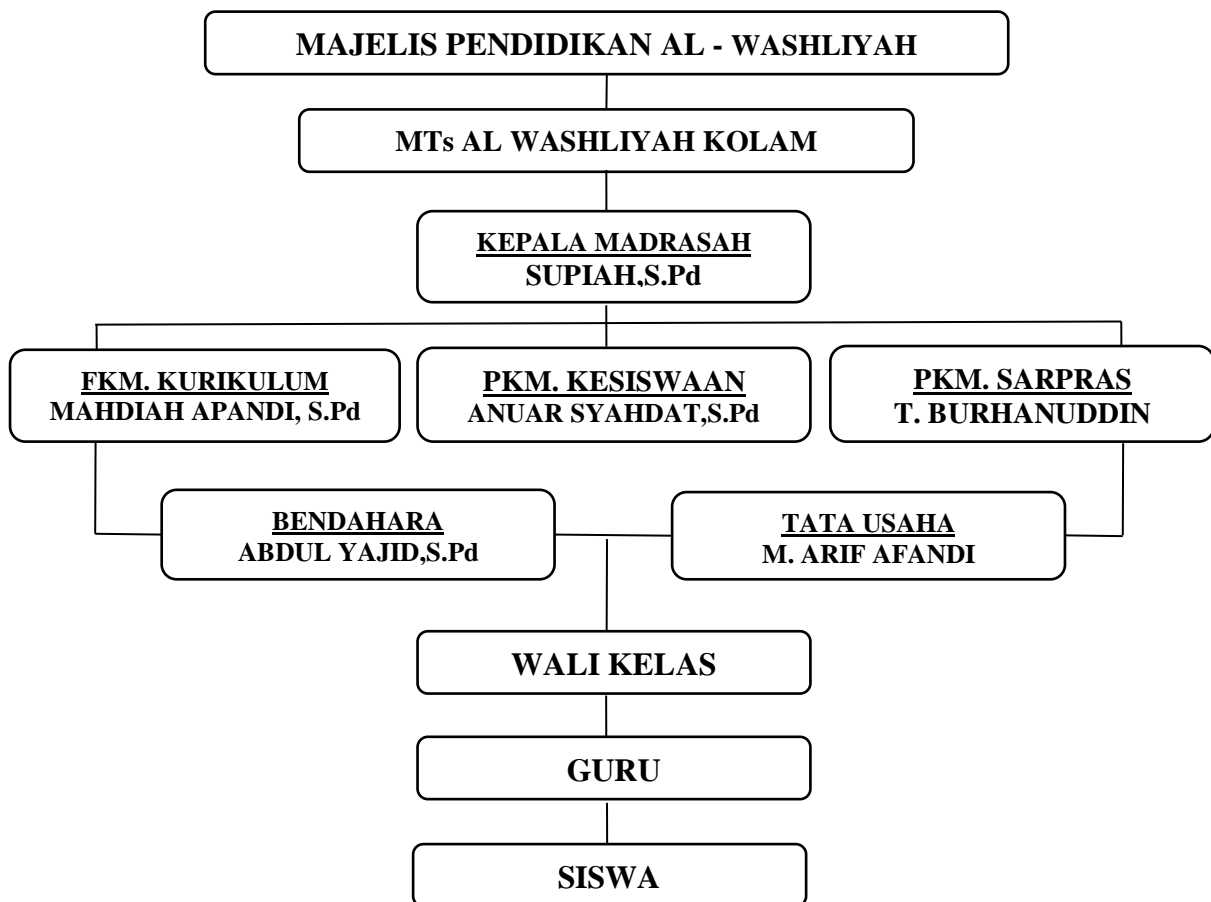 MAJELIS PENDIDIKAN AL - WASHLIYAH
MTs AL WASHLIYAH KOLAM
KEPALA MADRASAH
SUPIAH,S.Pd
FKM. KURIKULUM
MAHDIAH APANDI, S.Pd
PKM. KESISWAAN
ANUAR SYAHDAT,S.Pd
PKM. SARPRAS
T. BURHANUDDIN
BENDAHARA
ABDUL YAJID,S.Pd
TATA USAHA
M. ARIF AFANDI
WALI KELAS
GURU
SISWA